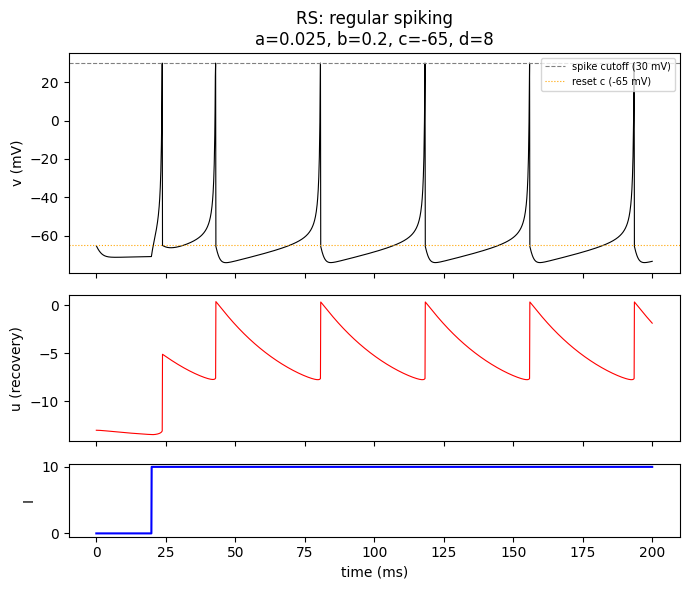 RS: regular spiking
a=0.025, b=0.2, c=-65, d=8
spike cutoff (30 mV)
reset c (-65 mV)
20
0
−20
−40
−60
v (mV)
0
−5
−10
u (recovery)
10
0
I
0 25 50 75 100 125 150 175 200
time (ms)